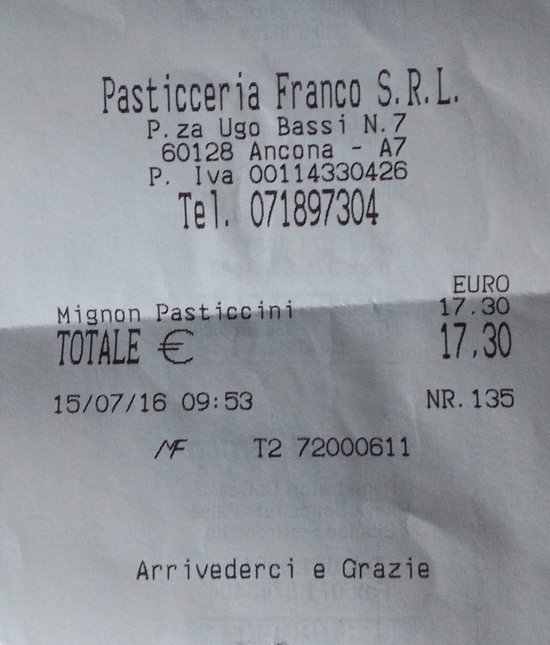 Pasticceria Franco S.R.L.
P.za Ugo Bassi N.7
60128 Ancona - A7
P. Iva 00114330426
Tel. 071897304
EURO
Mignon Pasticcini 17.30
TOTALE € 17,30
15/07/16 09:53 NR.135
MF T2 72000611
Arrivederci e Grazie